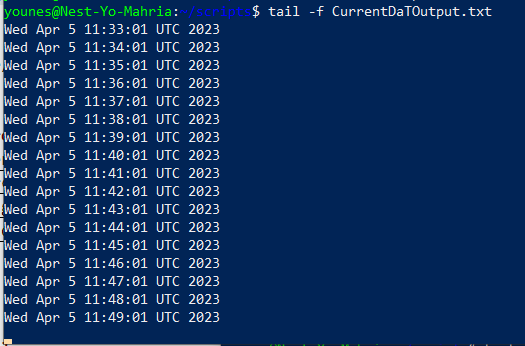 younes@Nest-Yo-Mahria:~/scripts$ tail -f CurrentDaTOutput.txt
Wed Apr 5 11:33:01 UTC 2023
Wed Apr 5 11:34:01 UTC 2023
Wed Apr 5 11:35:01 UTC 2023
Wed Apr 5 11:36:01 UTC 2023
Wed Apr 5 11:37:01 UTC 2023
Wed Apr 5 11:38:01 UTC 2023
Wed Apr 5 11:39:01 UTC 2023
Wed Apr 5 11:40:01 UTC 2023
Wed Apr 5 11:41:01 UTC 2023
Wed Apr 5 11:42:01 UTC 2023
Wed Apr 5 11:43:01 UTC 2023
Wed Apr 5 11:44:01 UTC 2023
Wed Apr 5 11:45:01 UTC 2023
Wed Apr 5 11:46:01 UTC 2023
Wed Apr 5 11:47:01 UTC 2023
Wed Apr 5 11:48:01 UTC 2023
Wed Apr 5 11:49:01 UTC 2023